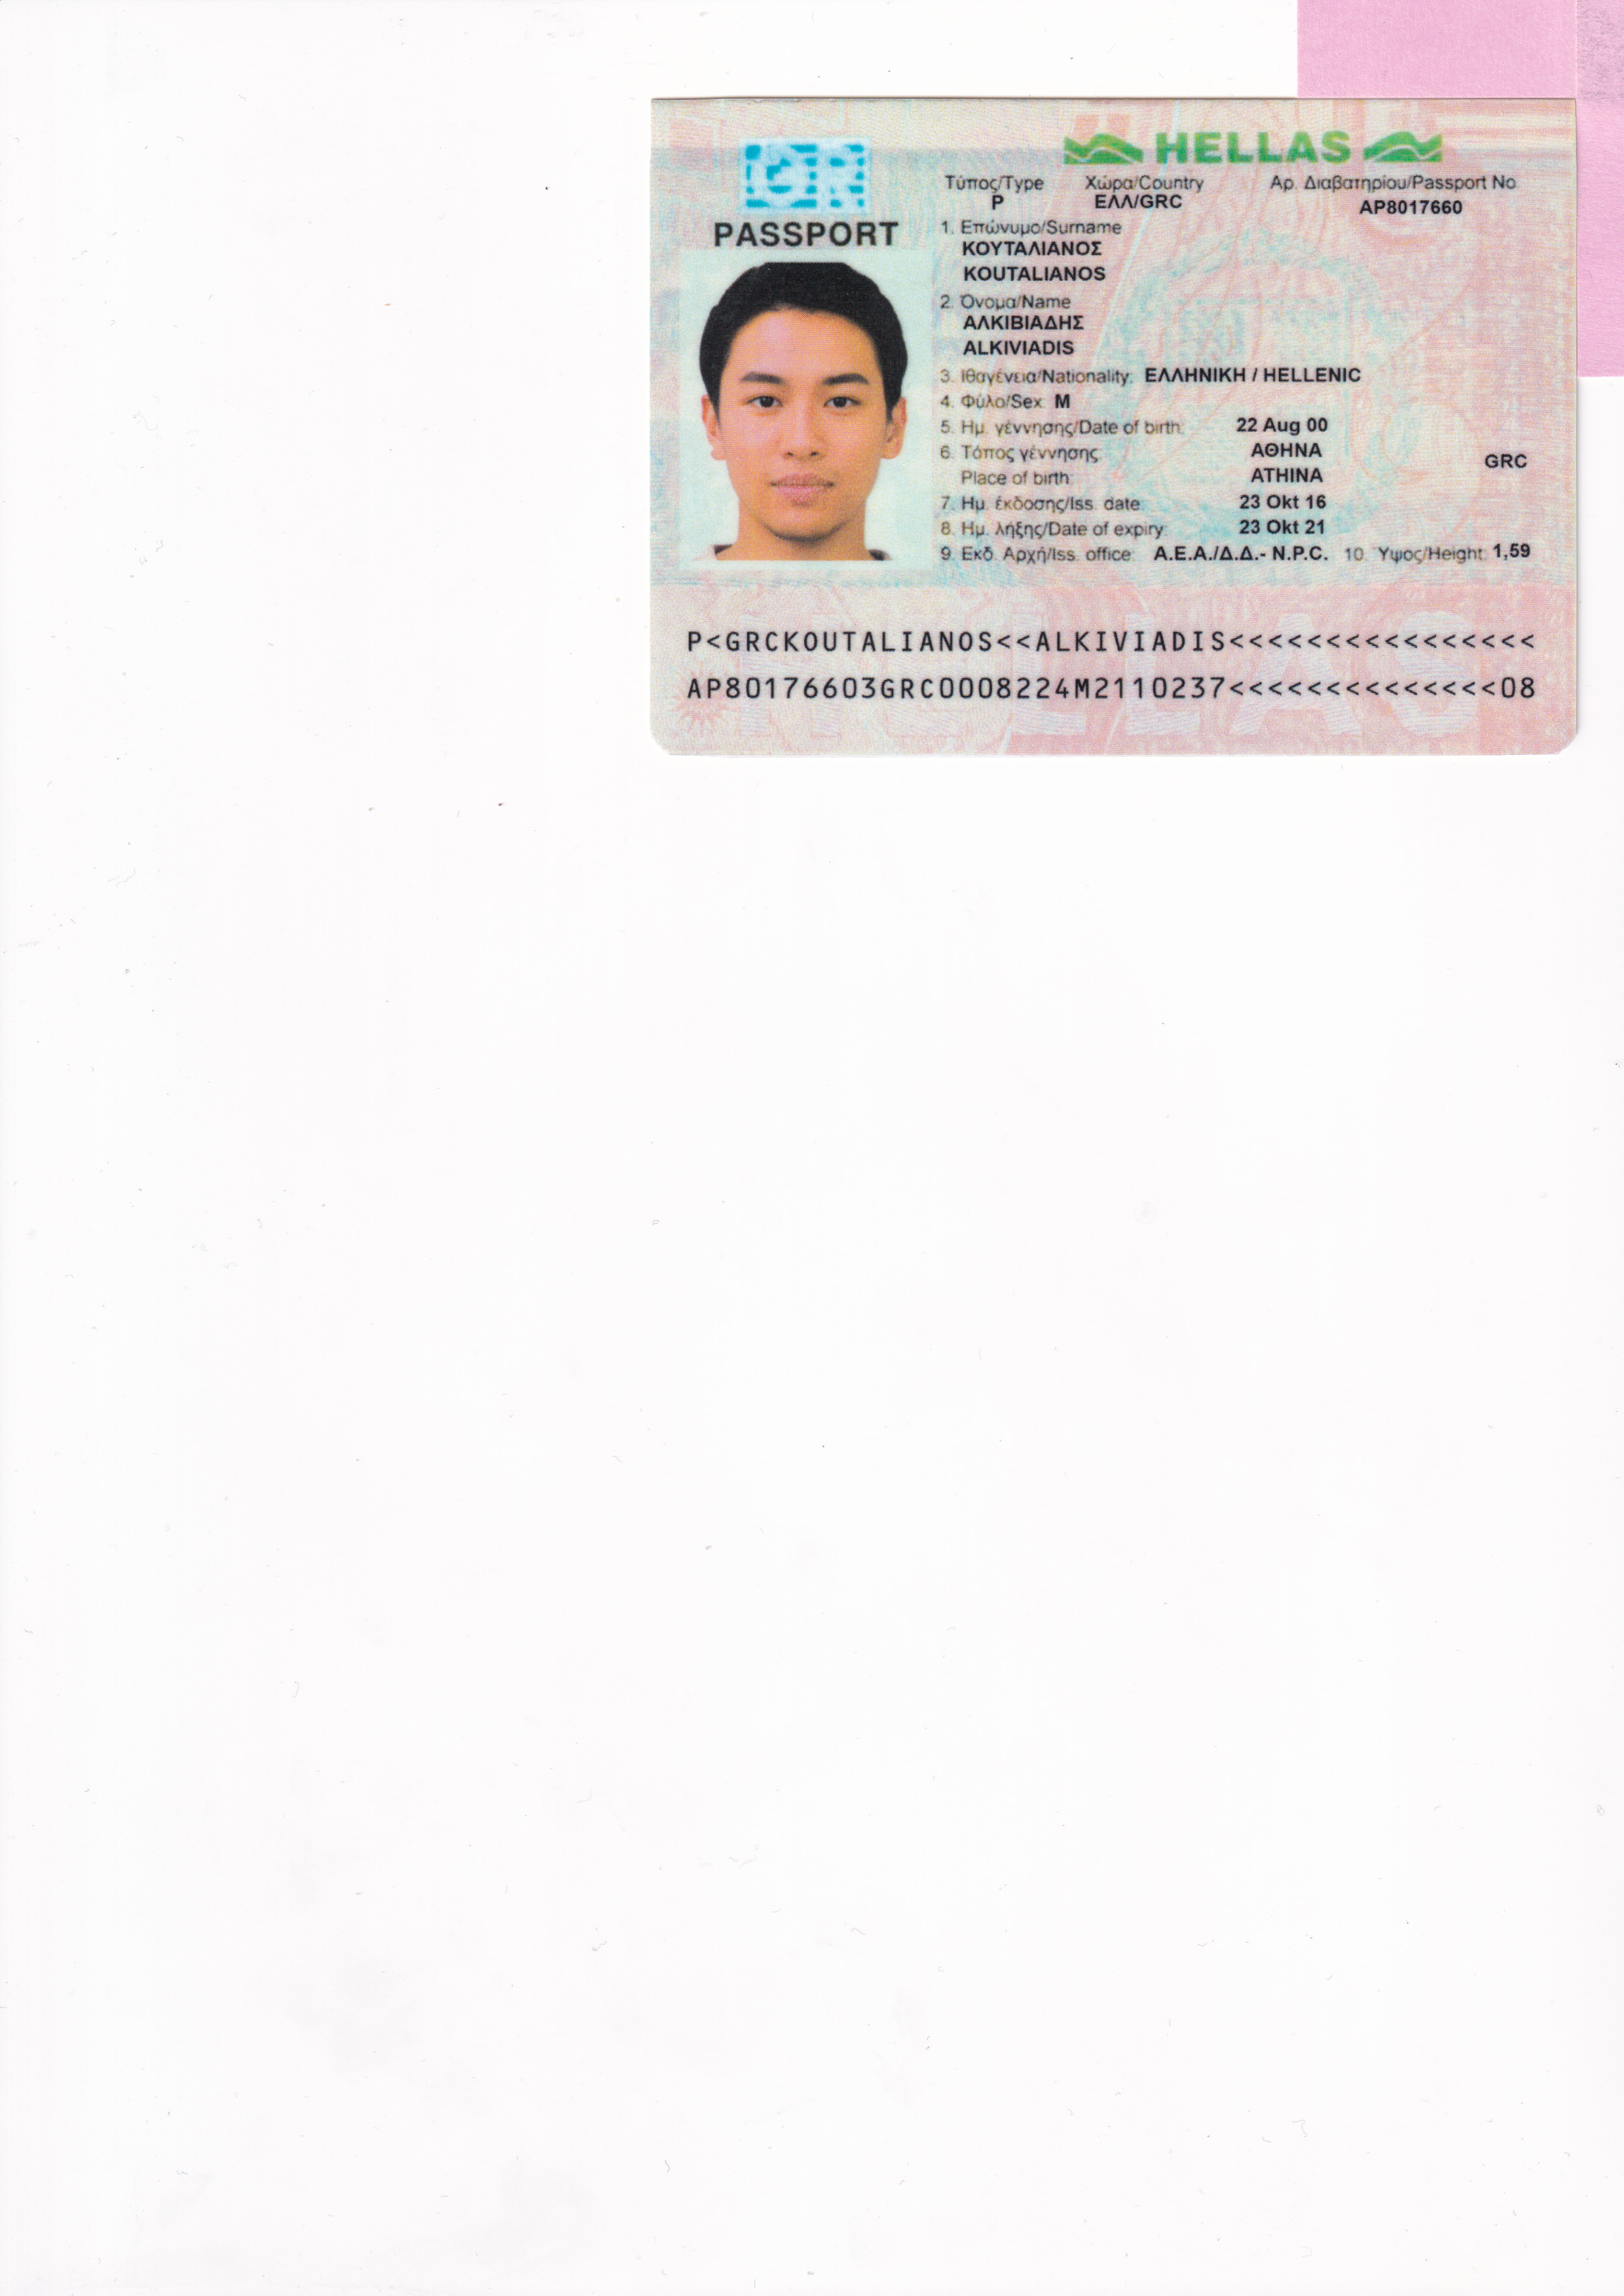 GR
PASSPORT
HELLAS
Τύπος/Type Χώρα/Country Αρ. Διαβατηρίου/Passport No
P ΕΛΛ/GRC AP8017660
1. Επώνυμο/Surname
ΚΟΥΤΑΛΙΑΝΟΣ
KOUTALIANOS
2. Όνομα/Name
ΑΛΚΙΒΙΑΔΗΣ
ALKIVIADIS
3. Ιθαγένεια/Nationality: ΕΛΛΗΝΙΚΗ / HELLENIC
4. Φύλο/Sex: M
5. Ημ. γέννησης/Date of birth: 22 Aug 00
6. Τόπος γέννησης ΑΘΗΝΑ
Place of birth: ATHINA GRC
7. Ημ. έκδοσης/Iss. date: 23 Okt 16
8. Ημ. λήξης/Date of expiry: 23 Okt 21
9. Εκδ. Αρχή/Iss. office: Α.Ε.Α./Δ.Δ.- N.P.C. 10. Ύψος/Height: 1,59
P<GRCKOUTALIANOS<<ALKIVIADIS<<<<<<<<<<<<<<<<
AP80176603GRC0008224M2110237<<<<<<<<<<<<<<08